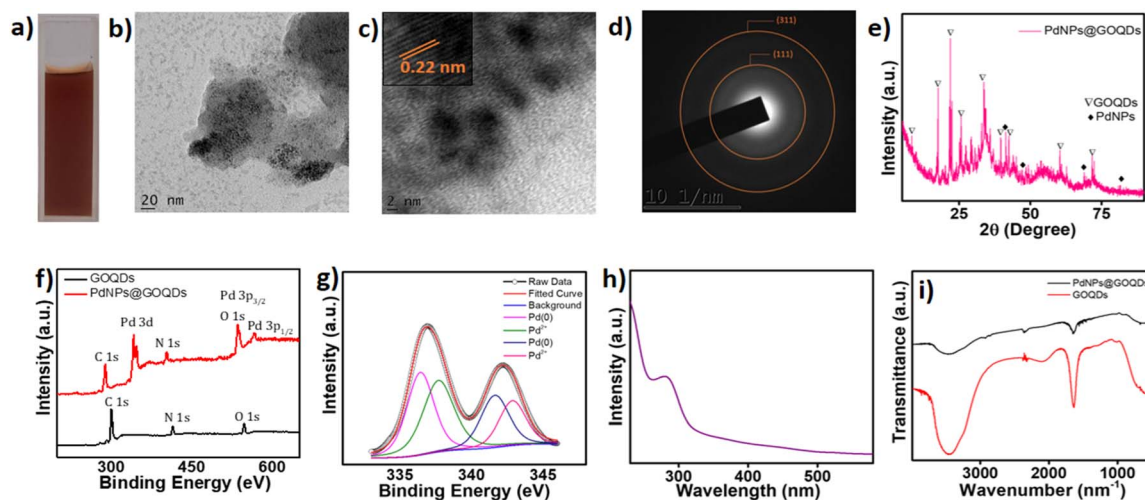 a)
b)
20 nm
c)
0.22 nm
2 nm
d)
(311)
(111)
10 1/nm
e)
PdNPs@GOQDs
▽GOQDs
♦PdNPs
Intensity (a.u.)
25 50 75
2θ (Degree)
f)
GOQDs
PdNPs@GOQDs
Pd 3p3/2
O 1s
Pd 3p1/2
Pd 3d
N 1s
C 1s
C 1s
N 1s
O 1s
Intensity (a.u.)
300 450 600
Binding Energy (eV)
g)
Raw Data
Fitted Curve
Background
Pd(0)
Pd2+
Pd(0)
Pd2+
Intensity (a.u.)
335 340 345
Binding Energy (eV)
h)
Intensity (a.u.)
300 400 500
Wavelength (nm)
i)
PdNPs@GOQDs
GOQDs
Transmittance (a.u.)
3000 2000 1000
Wavenumber (nm-1)